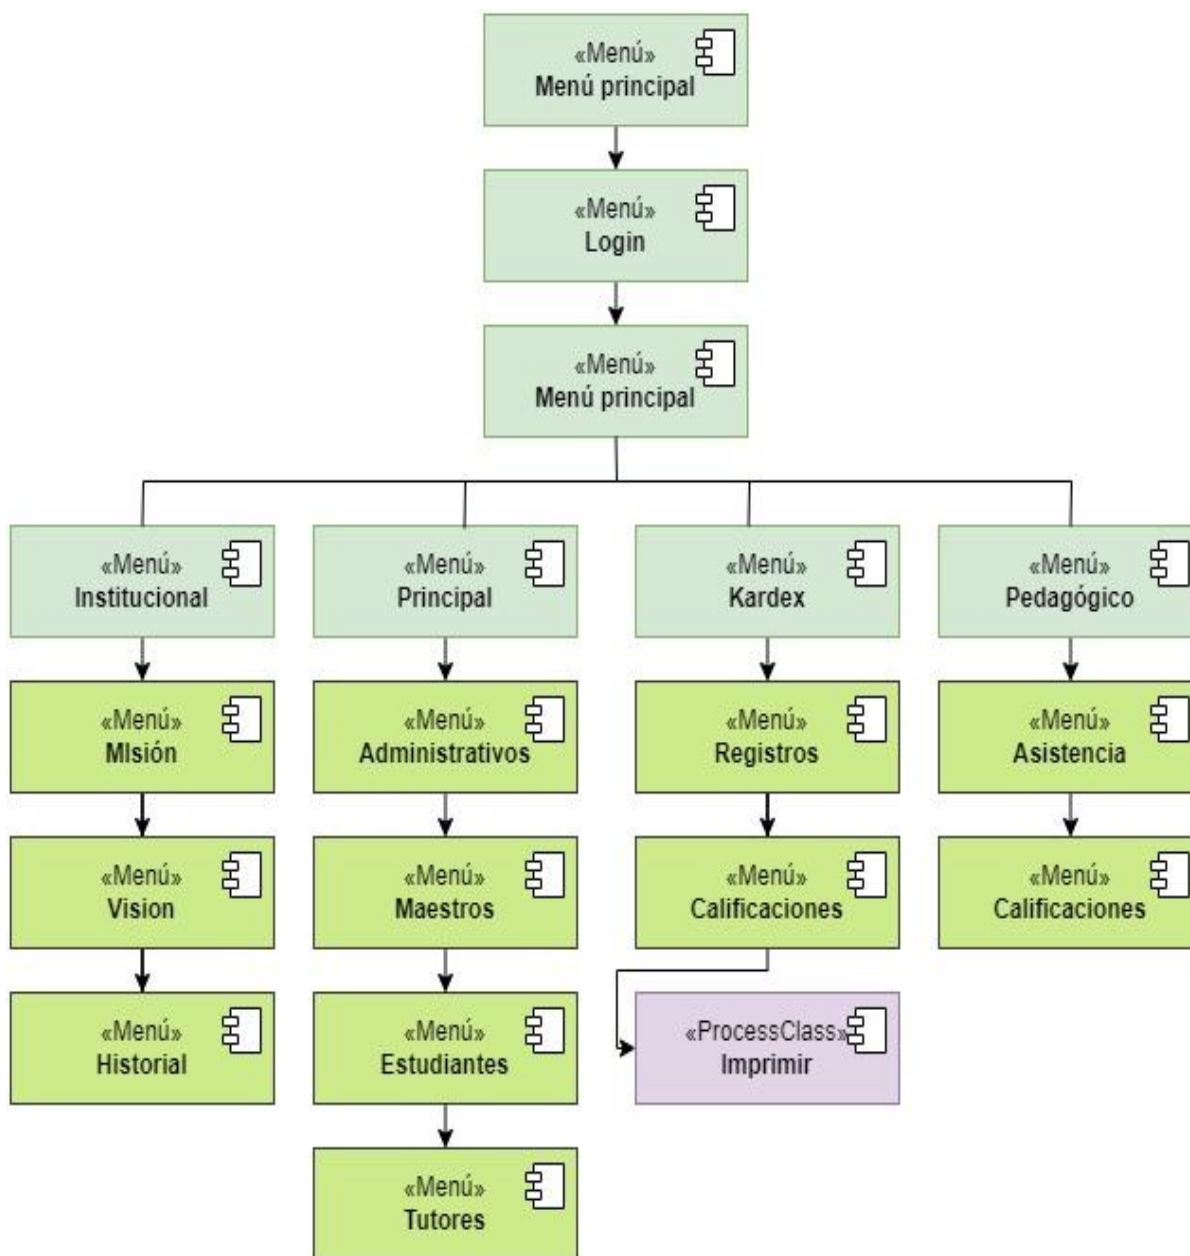 «Menú»
Menú principal
«Menú»
Login
«Menú»
Menú principal
«Menú»
Institucional
«Menú»
Principal
«Menú»
Kardex
«Menú»
Pedagógico
«Menú»
MIsión
«Menú»
Administrativos
«Menú»
Registros
«Menú»
Asistencia
«Menú»
Vision
«Menú»
Maestros
«Menú»
Calificaciones
«Menú»
Calificaciones
«Menú»
Historial
«Menú»
Estudiantes
«ProcessClass»
Imprimir
«Menú»
Tutores